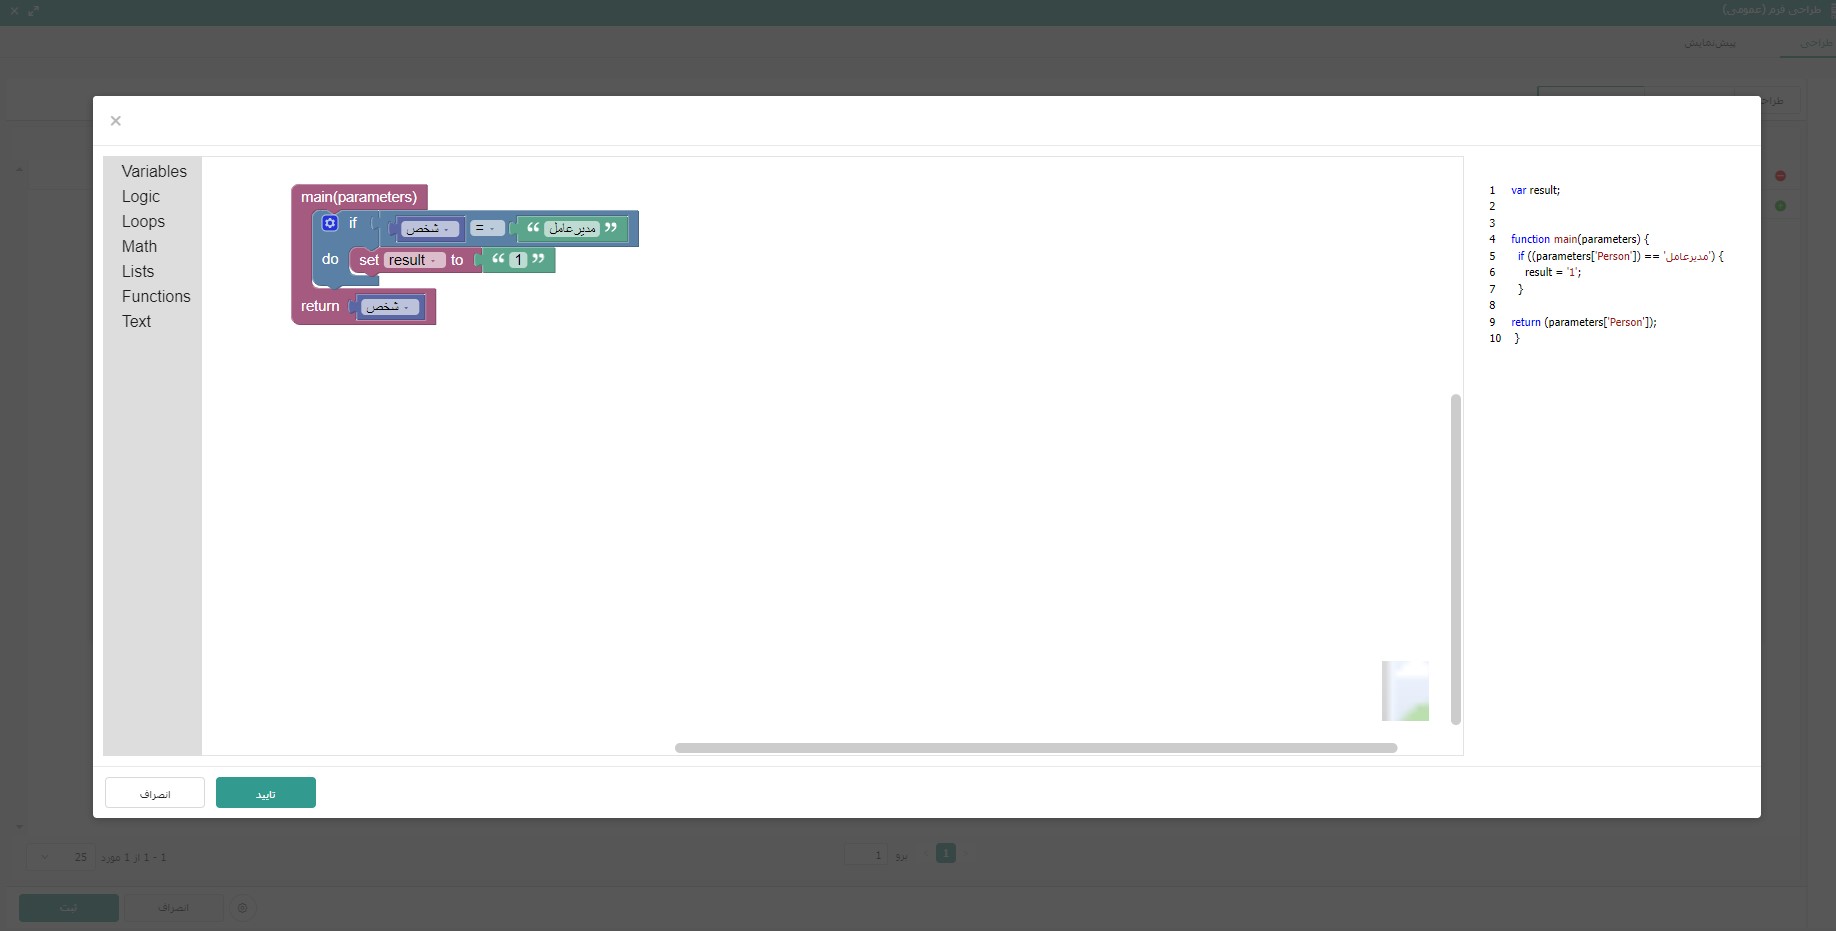 طراحی فرم (عمومی)
طراحی
پیش‌نمایش
طراح
Variables
Logic
Loops
Math
Lists
Functions
Text
main(parameters)
if شخص = “ مدیرعامل ”
do set result to “ 1 ”
return شخص
1 var result;
2
3
4 function main(parameters) {
5 if ((parameters['Person']) == 'مدیرعامل') {
6 result = '1';
7 }
8
9 return (parameters['Person']);
10 }
انصراف
تایید
1 - 1 از 1 مورد
25
برو
1
1
ثبت
انصراف